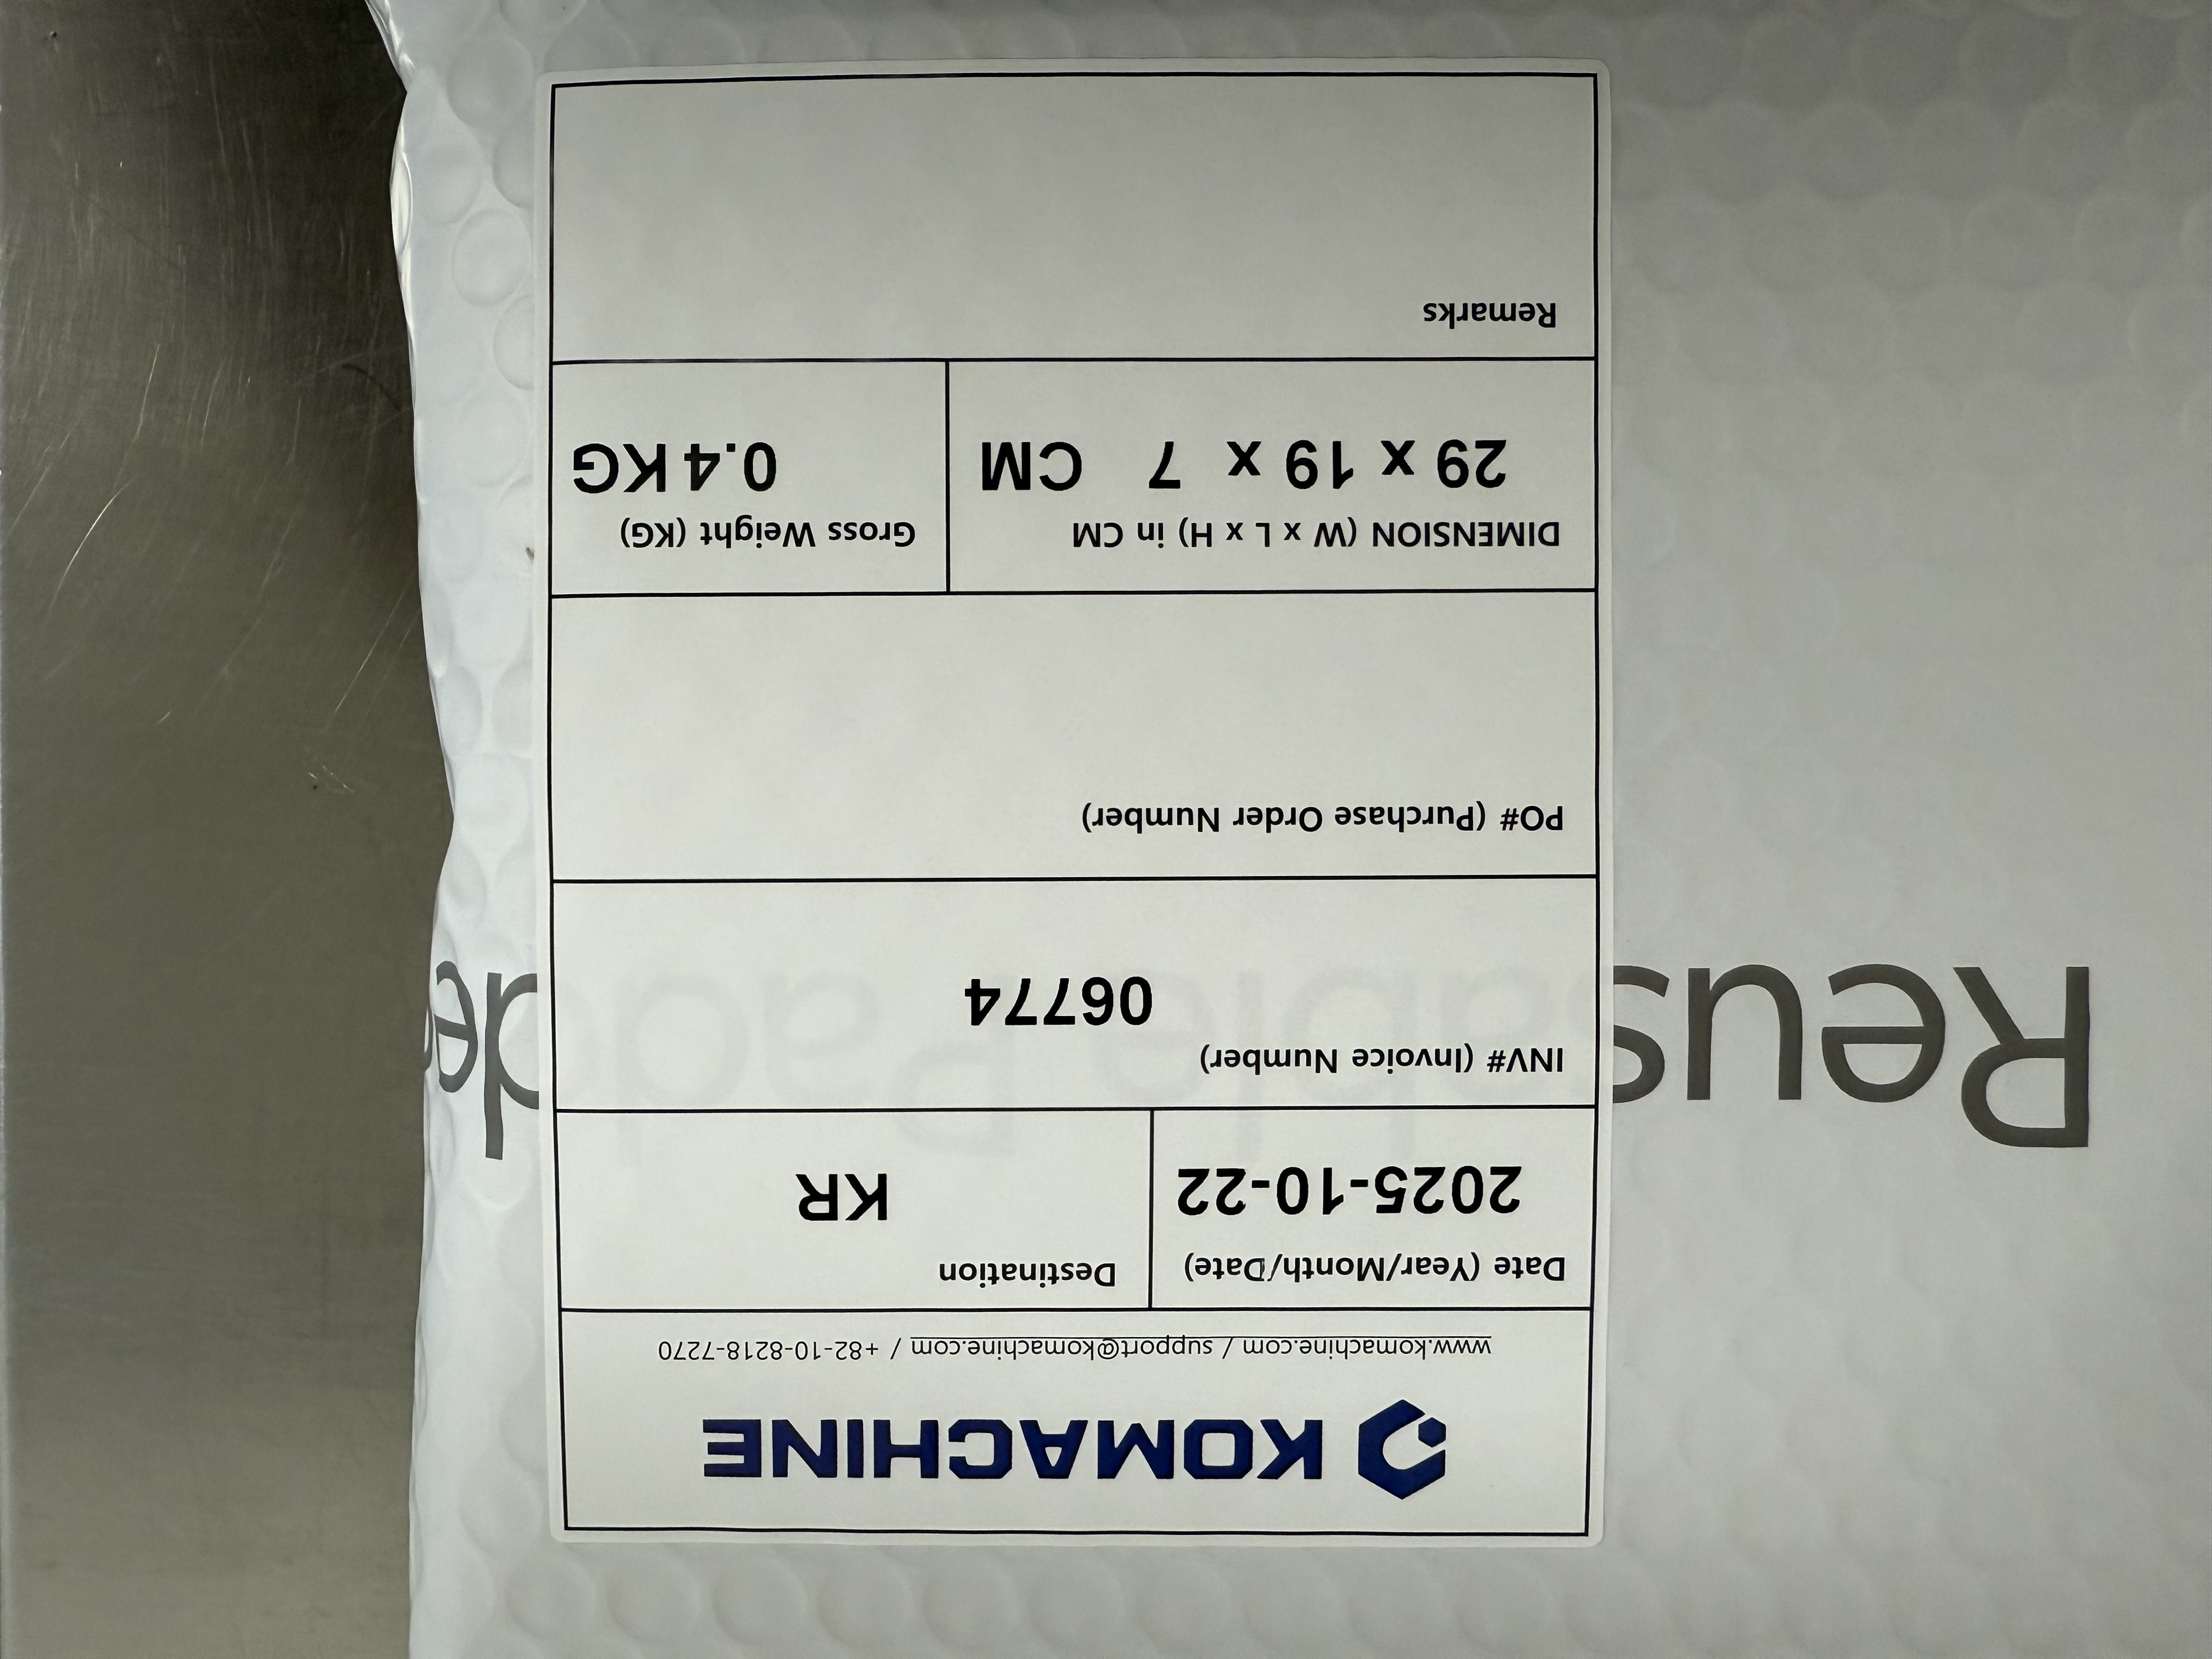 KOMACHINE
www.komachine.com / support@komachine.com / +82-10-8218-7270
Date (Year/Month/Date)
2025-10-22
Destination
KR
INV# (Invoice Number)
06774
PO# (Purchase Order Number)
DIMENSION (W x L x H) in CM
29 x 19 x 7 CM
Gross Weight (KG)
0.4 KG
Remarks